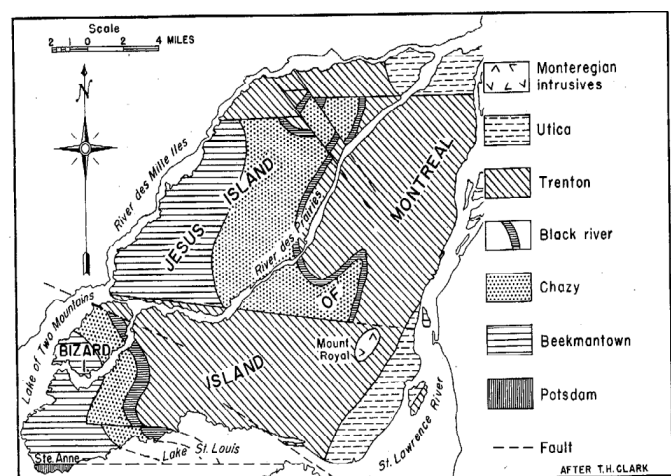 Scale
2 1 0 2 4 MILES
N
River des Mille Iles
JESUS ISLAND
River des Prairies
MONTREAL
OF
ISLAND
Lake of Two Mountains
BIZARD
I.
Mount
Royal
Ste. Anne
Lake St. Louis
St. Lawrence River
Monteregian
intrusives
Utica
Trenton
Black river
Chazy
Beekmantown
Potsdam
Fault
AFTER T.H. CLARK